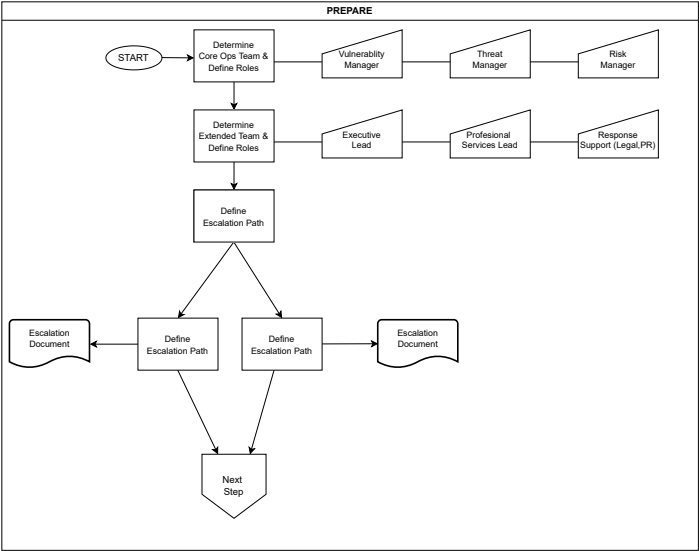 PREPARE
START
Determine
Core Ops Team &
Define Roles
Vulnerablity
Manager
Threat
Manager
Risk
Manager
Determine
Extended Team &
Define Roles
Executive
Lead
Profesional
Services Lead
Response
Support (Legal,PR)
Define
Escalation Path
Escalation
Document
Define
Escalation Path
Define
Escalation Path
Escalation
Document
Next
Step